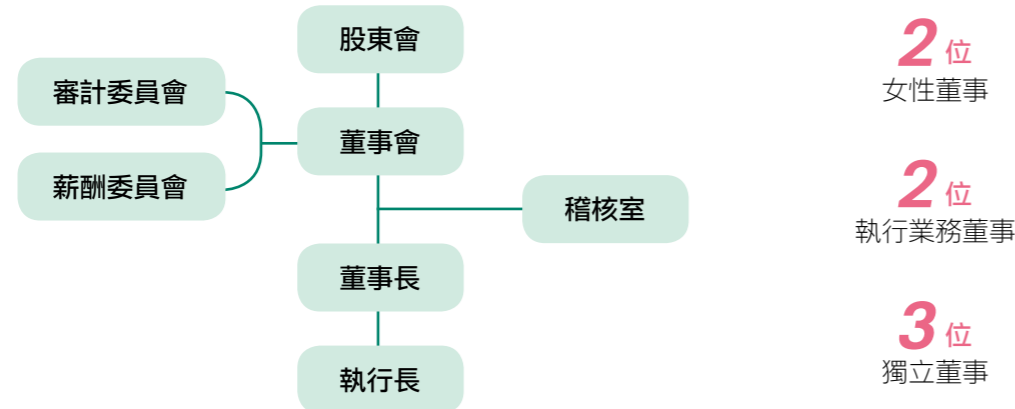 股東會
審計委員會
董事會
薪酬委員會
稽核室
董事長
執行長
2 位
女性董事
2 位
執行業務董事
3 位
獨立董事